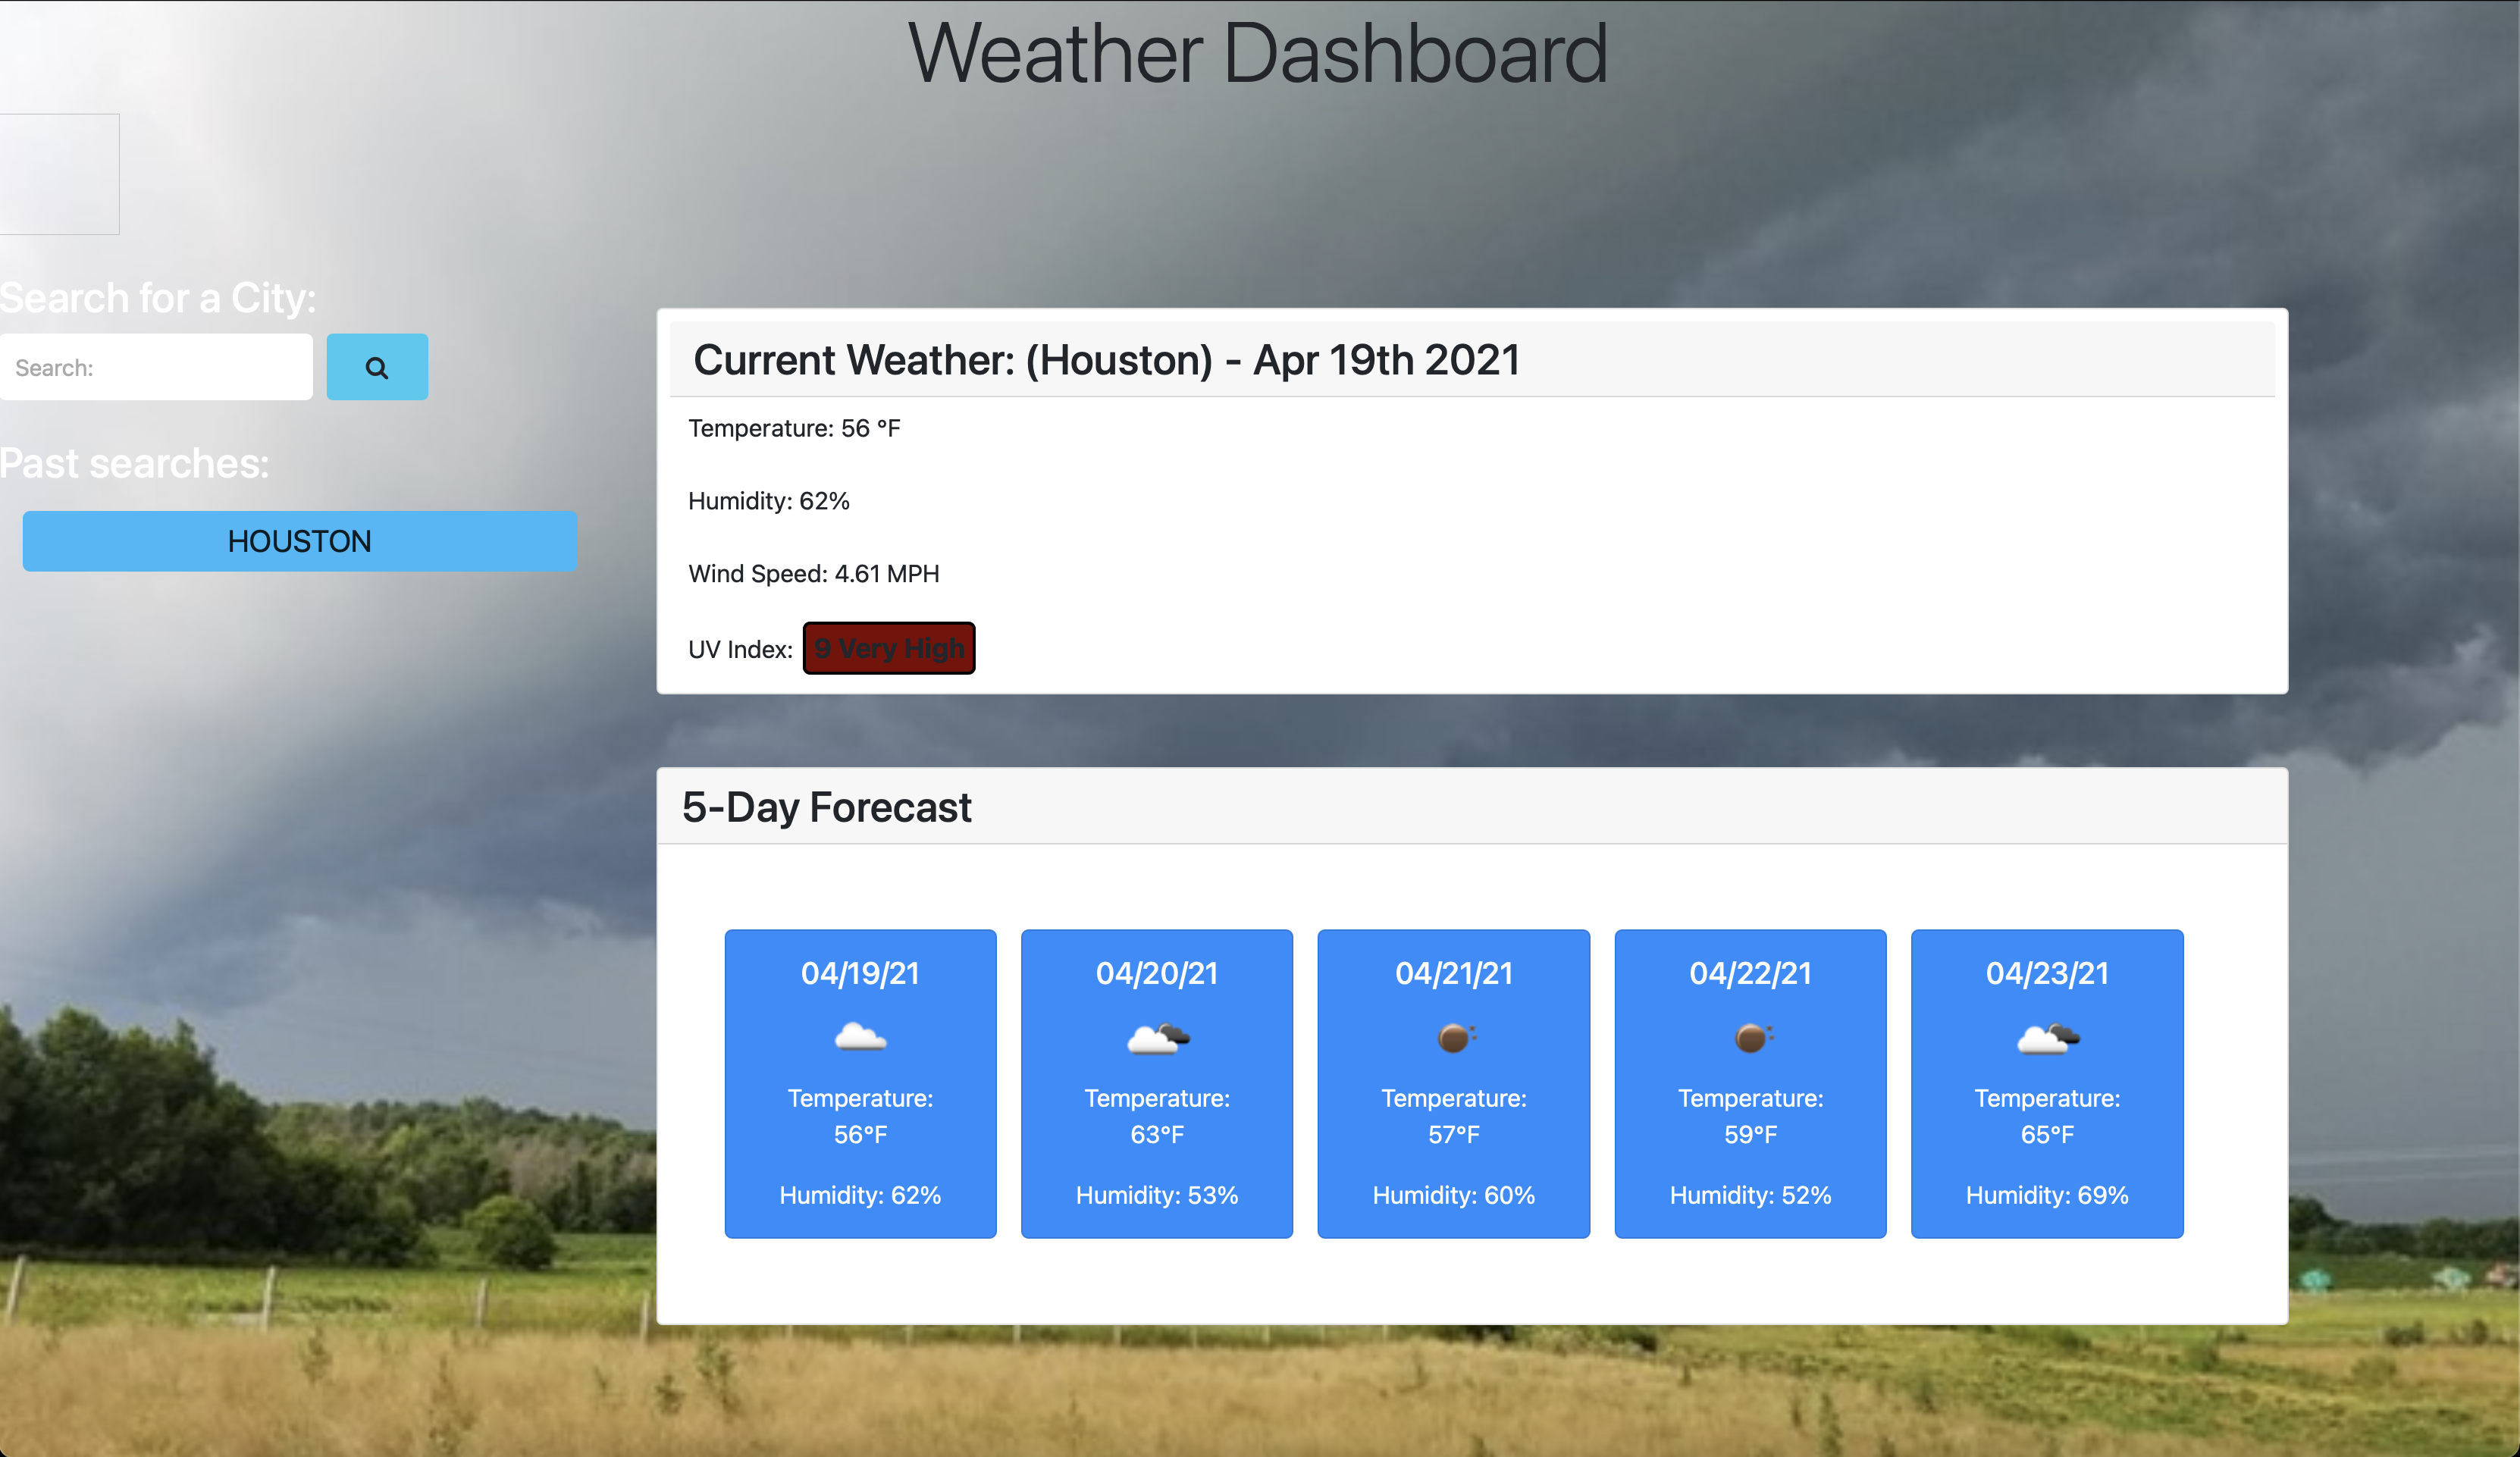 Weather Dashboard
Search for a City:
Search:
Past searches:
HOUSTON
Current Weather: (Houston) - Apr 19th 2021
Temperature: 56 °F
Humidity: 62%
Wind Speed: 4.61 MPH
UV Index: 9 Very High
5-Day Forecast
04/19/21
Temperature:
56°F
Humidity: 62%
04/20/21
Temperature:
63°F
Humidity: 53%
04/21/21
Temperature:
57°F
Humidity: 60%
04/22/21
Temperature:
59°F
Humidity: 52%
04/23/21
Temperature:
65°F
Humidity: 69%